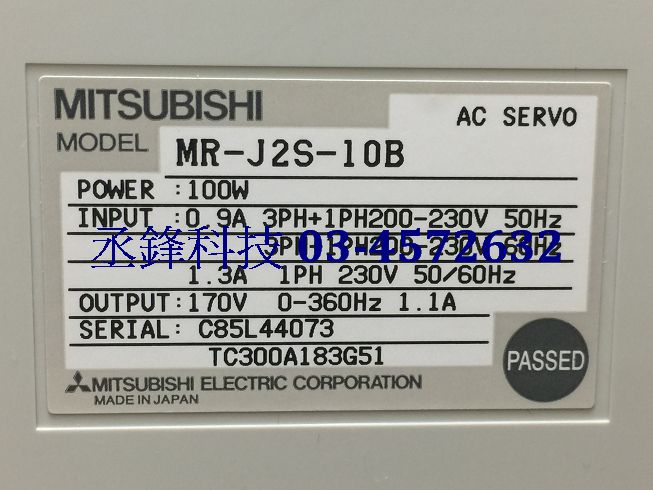 MITSUBISHI
AC SERVO
MODEL MR-J2S-10B
POWER : 100W
INPUT : 0.9A 3PH+1PH200-230V 50Hz
丞鋒科技 03-4572632
1.3A 1PH 230V 50/60Hz
OUTPUT : 170V 0-360Hz 1.1A
SERIAL : C85L44073
TC300A183G51
PASSED
MITSUBISHI ELECTRIC CORPORATION
MADE IN JAPAN